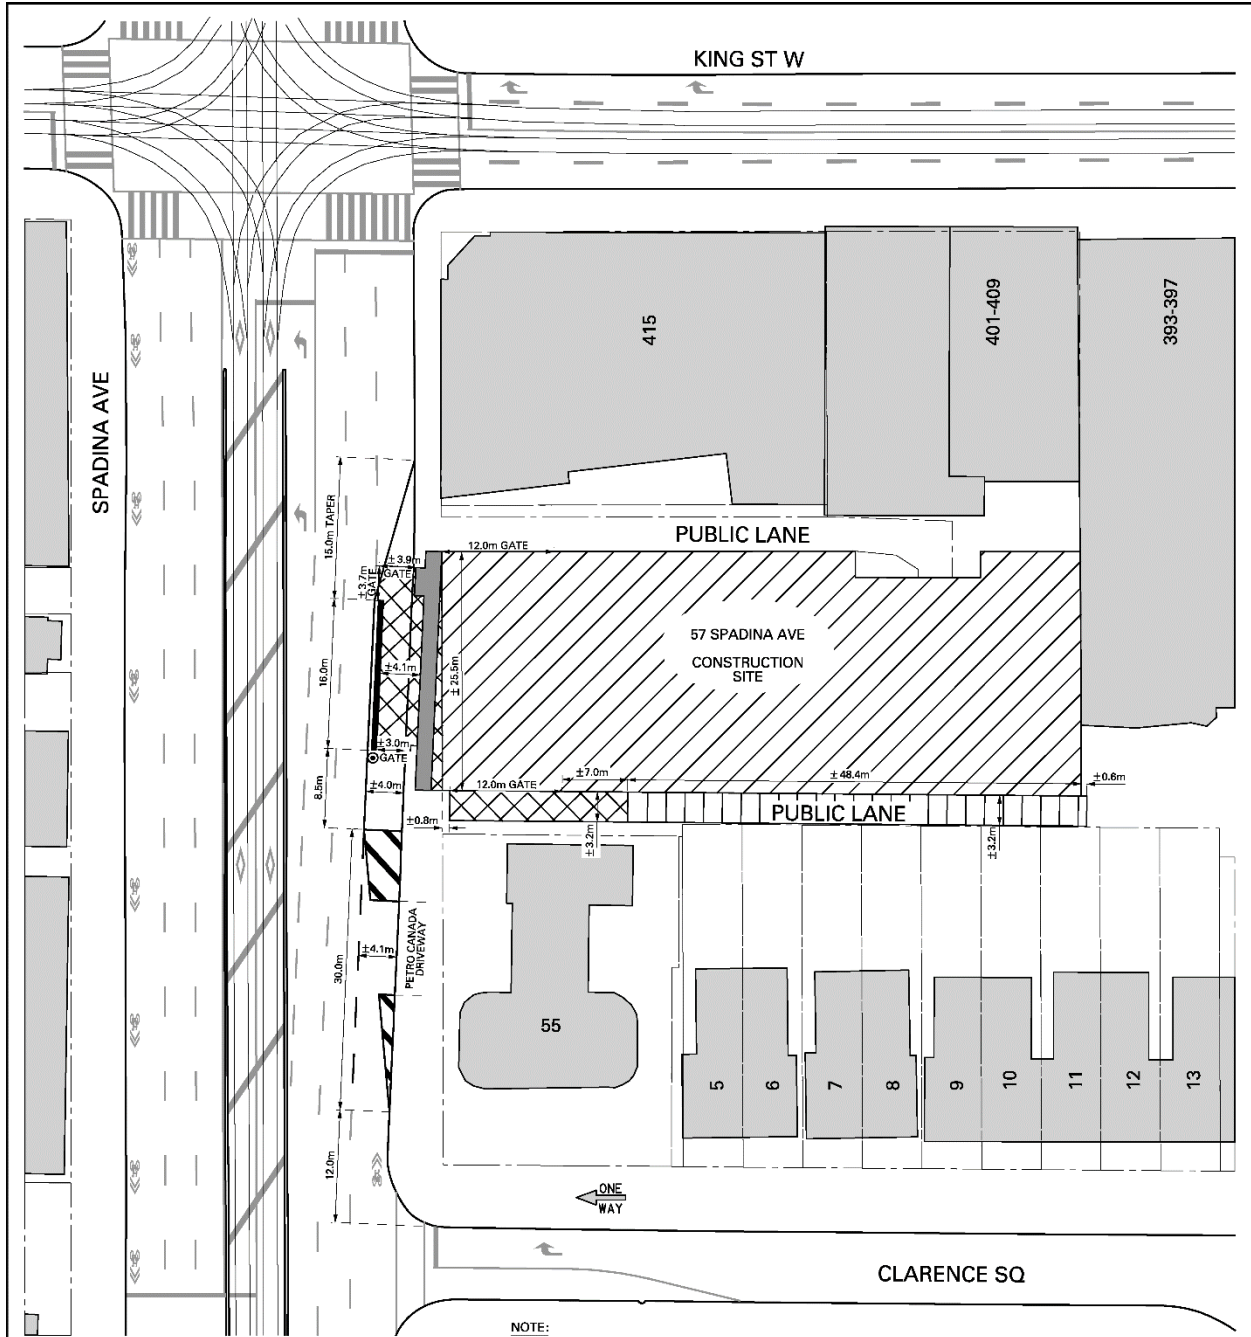 KING ST W
SPADINA AVE
415
401-409
393-397
PUBLIC LANE
15.0m TAPER
12.0m GATE
±3.9m
GATE
±3.7m
GATE
57 SPADINA AVE
CONSTRUCTION
SITE
16.0m
±4.1m
±25.5m
±3.0m
GATE
8.5m
±4.0m
12.0m GATE
±7.0m
±48.4m
±0.6m
±0.8m
±3.2m
PUBLIC LANE
±3.2m
30.0m
±4.1m
PETRO CANADA
DRIVEWAY
55
5
6
7
8
9
10
11
12
13
12.0m
ONE
WAY
CLARENCE SQ
NOTE: